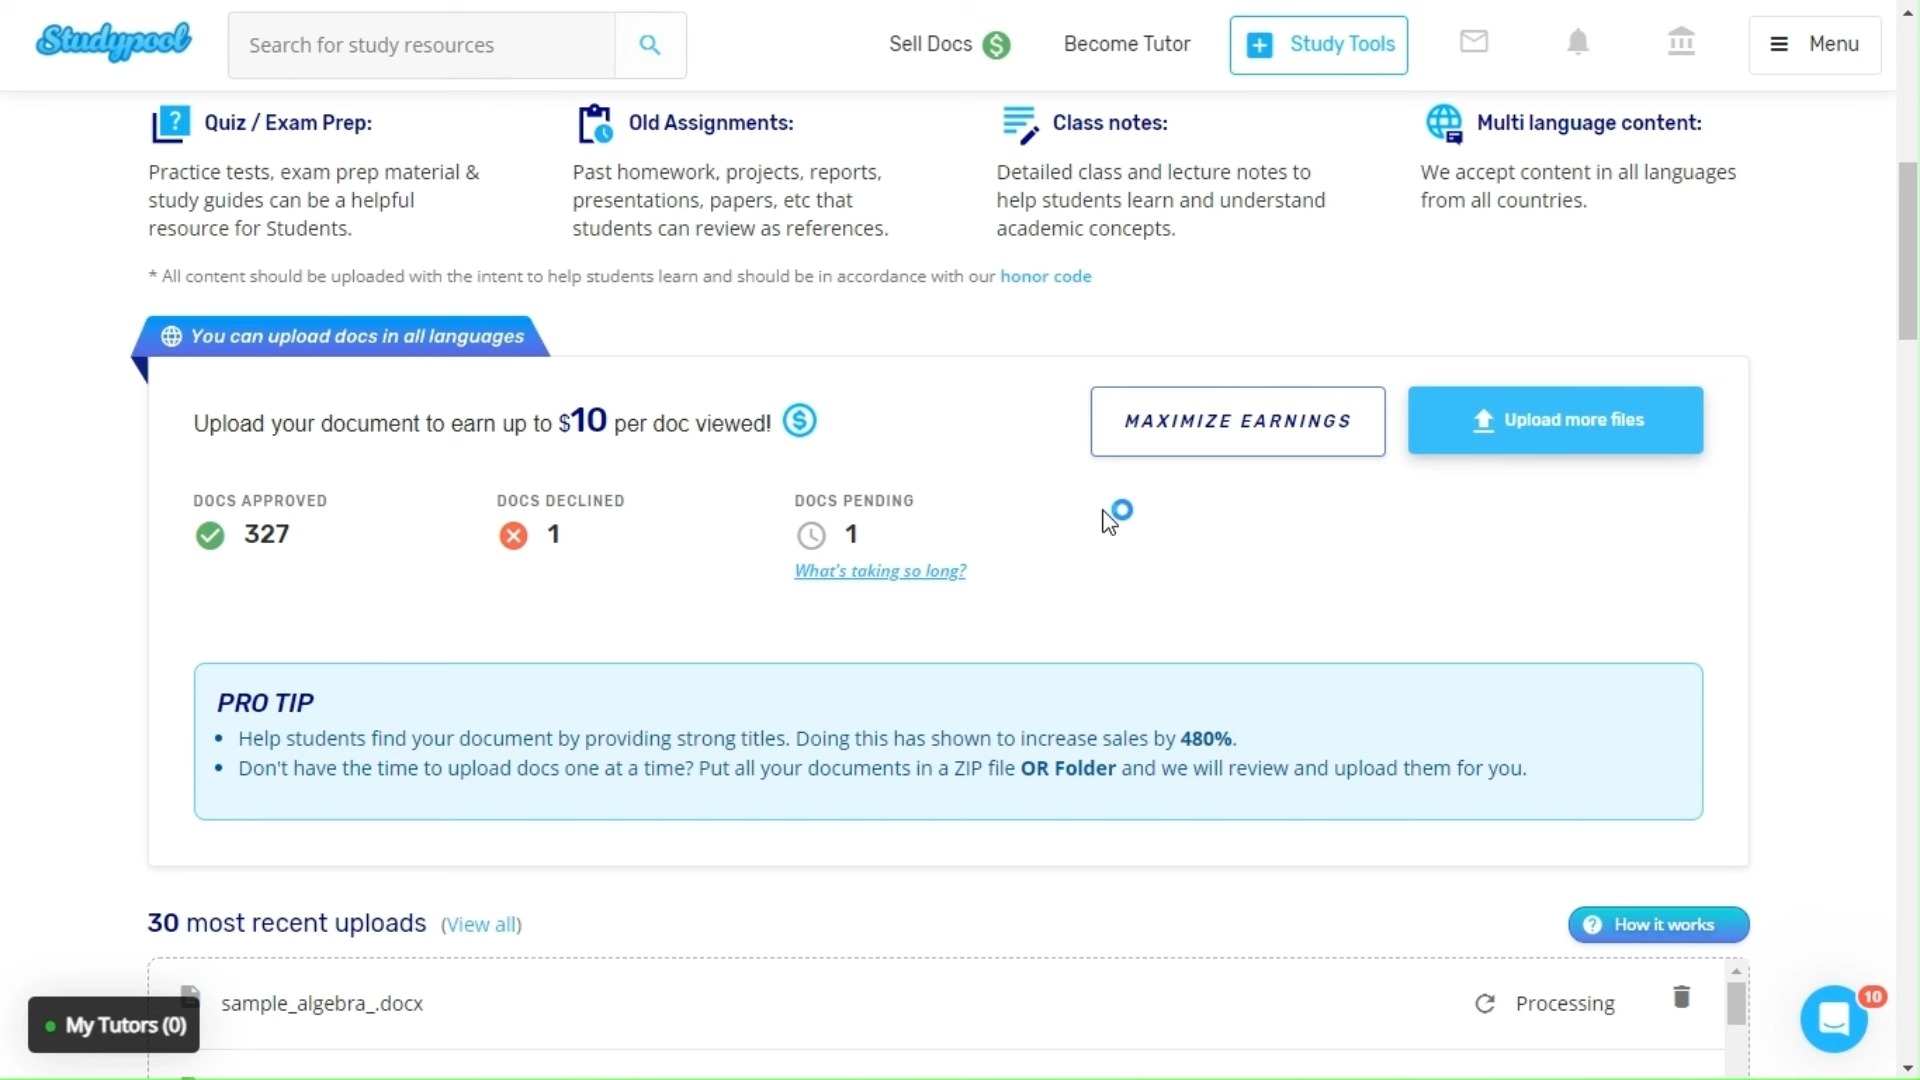 Studypool
Search for study resources
Sell Docs $
Become Tutor
Study Tools
Menu
Quiz / Exam Prep:
Practice tests, exam prep material &
study guides can be a helpful
resource for Students.
Old Assignments:
Past homework, projects, reports,
presentations, papers, etc that
students can review as references.
Class notes:
Detailed class and lecture notes to
help students learn and understand
academic concepts.
Multi language content:
We accept content in all languages
from all countries.
* All content should be uploaded with the intent to help students learn and should be in accordance with our honor code
You can upload docs in all languages
Upload your document to earn up to $10 per doc viewed!
MAXIMIZE EARNINGS
Upload more files
DOCS APPROVED
327
DOCS DECLINED
1
DOCS PENDING
1
What's taking so long?
PRO TIP
• Help students find your document by providing strong titles. Doing this has shown to increase sales by 480%.
• Don't have the time to upload docs one at a time? Put all your documents in a ZIP file OR Folder and we will review and upload them for you.
30 most recent uploads (View all)
How it works
sample_algebra_.docx
Processing
My Tutors (0)
10